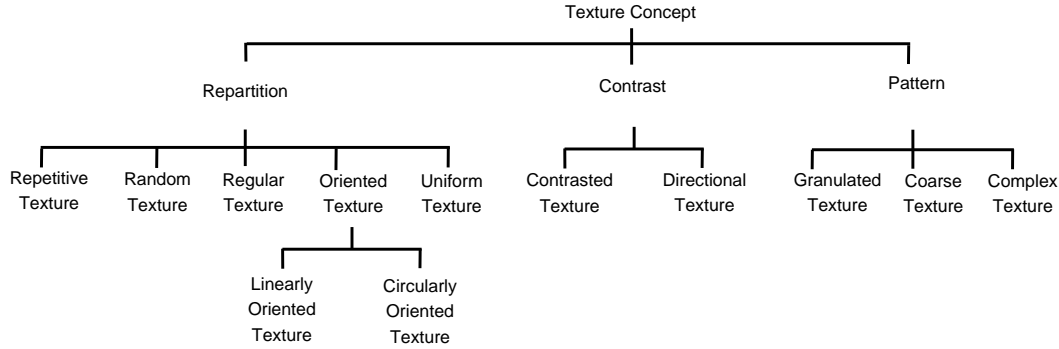 Texture Concept
Repartition
Contrast
Pattern
Repetitive
Texture
Random
Texture
Regular
Texture
Oriented
Texture
Uniform
Texture
Contrasted
Texture
Directional
Texture
Granulated
Texture
Coarse
Texture
Complex
Texture
Linearly
Oriented
Texture
Circularly
Oriented
Texture